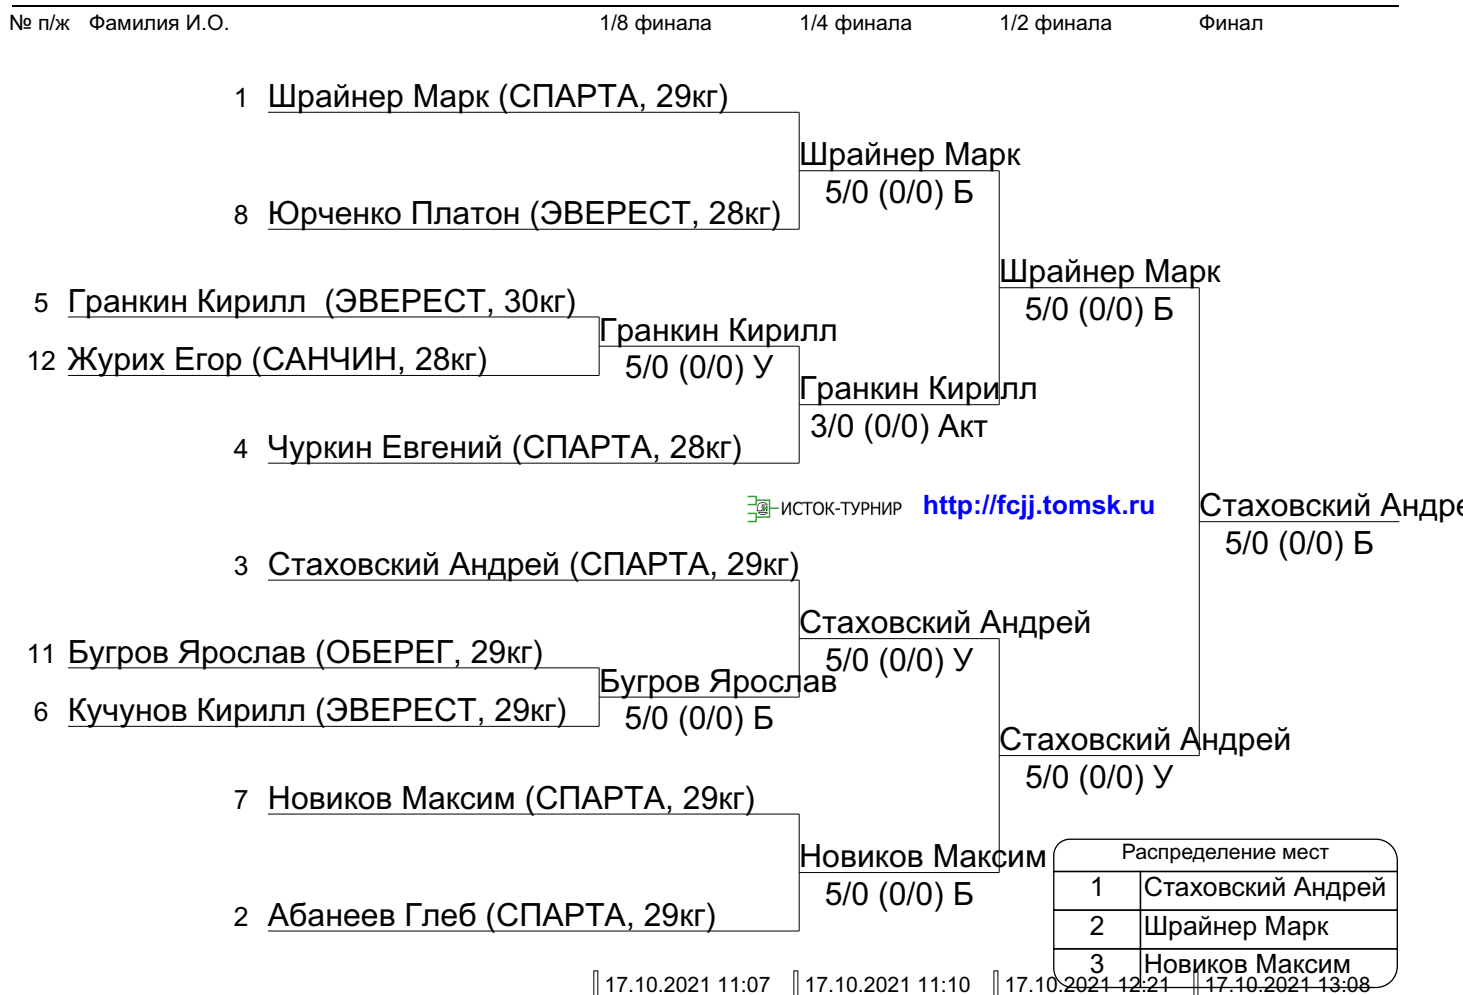 № п/ж Фамилия И.О. 1/8 финала 1/4 финала 1/2 финала Финал
1 Шрайнер Марк (СПАРТА, 29кг)
Шрайнер Марк
5/0 (0/0) Б
8 Юрченко Платон (ЭВЕРЕСТ, 28кг)
Шрайнер Марк
5/0 (0/0) Б
5 Гранкин Кирилл (ЭВЕРЕСТ, 30кг)
Гранкин Кирилл
5/0 (0/0) У
12 Журих Егор (САНЧИН, 28кг)
Гранкин Кирилл
3/0 (0/0) Акт
4 Чуркин Евгений (СПАРТА, 28кг)
ИСТОК-ТУРНИР http://fcjj.tomsk.ru
Стаховский Андре
5/0 (0/0) Б
3 Стаховский Андрей (СПАРТА, 29кг)
Стаховский Андрей
5/0 (0/0) У
11 Бугров Ярослав (ОБЕРЕГ, 29кг)
Бугров Ярослав
5/0 (0/0) Б
6 Кучунов Кирилл (ЭВЕРЕСТ, 29кг)
Стаховский Андрей
5/0 (0/0) У
7 Новиков Максим (СПАРТА, 29кг)
Новиков Максим
5/0 (0/0) Б
2 Абанеев Глеб (СПАРТА, 29кг)
Распределение мест
1 Стаховский Андрей
2 Шрайнер Марк
3 Новиков Максим
17.10.2021 11:07 17.10.2021 11:10 17.10.2021 12:21 17.10.2021 13:08